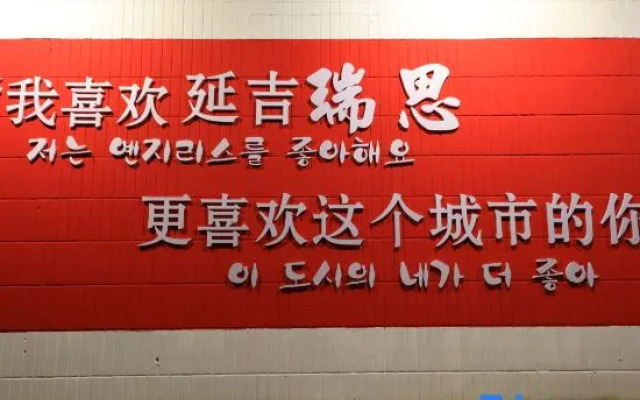 我喜欢延吉瑞思
저는 옌지리스를 좋아해요
更喜欢这个城市的你
이 도시의 네가 더 좋아